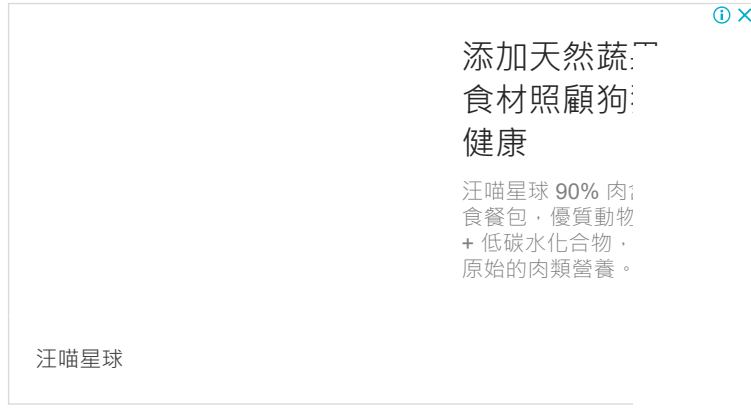 添加天然蔬
食材照顧狗
健康
汪喵星球 90% 肉
食餐包，優質動物
+ 低碳水化合物，
原始的肉類營養。
汪喵星球